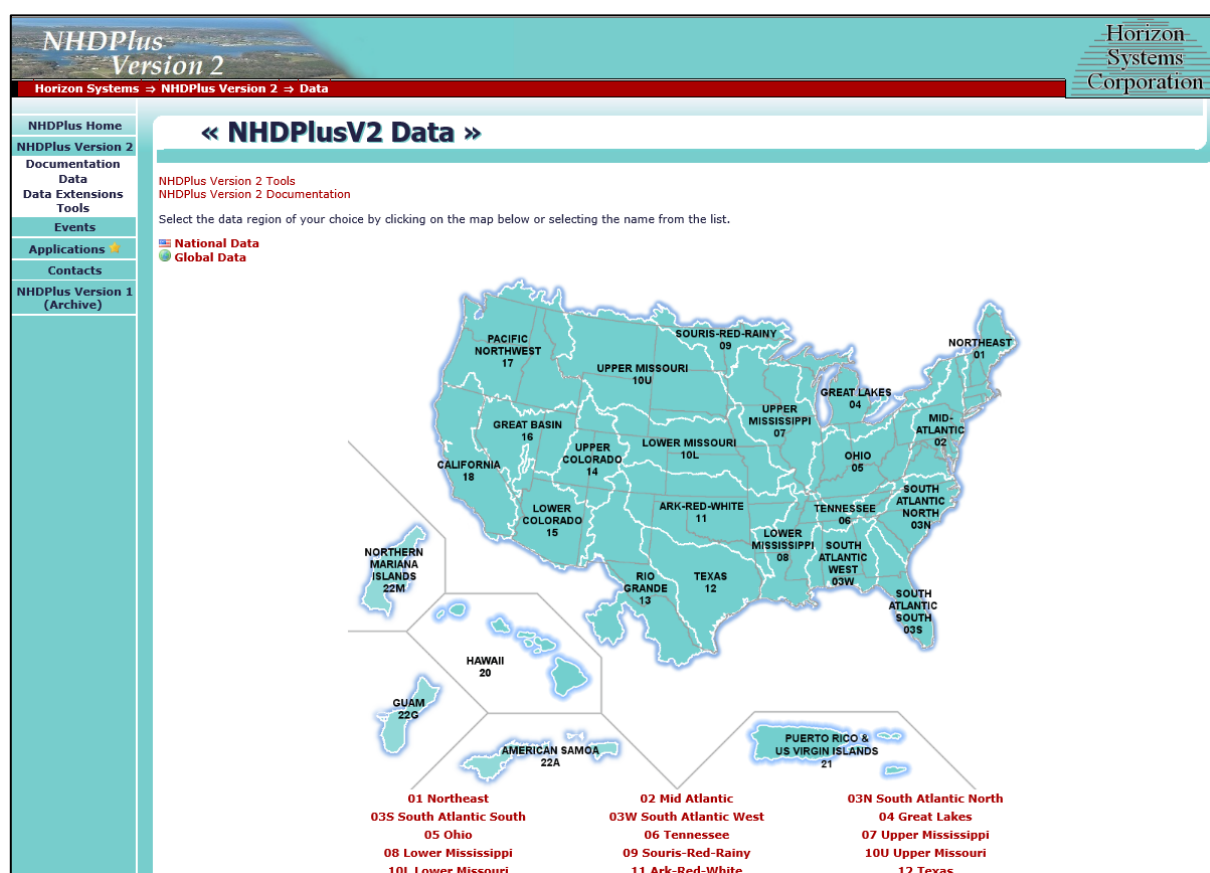 NHDPlus
Version 2
Horizon
Systems
Corporation
Horizon Systems ⇒ NHDPlus Version 2 ⇒ Data
NHDPlus Home
NHDPlus Version 2
Documentation
Data
Data Extensions
Tools
Events
Applications
Contacts
NHDPlus Version 1
(Archive)
« NHDPlusV2 Data »
NHDPlus Version 2 Tools
NHDPlus Version 2 Documentation
Select the data region of your choice by clicking on the map below or selecting the name from the list.
National Data
Global Data
PACIFIC
NORTHWEST
17
SOURIS-RED-RAINY
09
NORTHEAST
01
UPPER MISSOURI
10U
GREAT LAKES
04
UPPER
MISSISSIPPI
07
MID-
ATLANTIC
02
GREAT BASIN
16
UPPER
COLORADO
14
LOWER MISSOURI
10L
OHIO
05
CALIFORNIA
18
LOWER
COLORADO
15
ARK-RED-WHITE
11
TENNESSEE
06
SOUTH
ATLANTIC
NORTH
03N
LOWER
MISSISSIPPI
08
SOUTH
ATLANTIC
WEST
03W
NORTHERN
MARIANA
ISLANDS
22M
RIO
GRANDE
13
TEXAS
12
SOUTH
ATLANTIC
SOUTH
03S
HAWAII
20
GUAM
22G
AMERICAN SAMOA
22A
PUERTO RICO &
US VIRGIN ISLANDS
21
01 Northeast 02 Mid Atlantic 03N South Atlantic North
03S South Atlantic South 03W South Atlantic West 04 Great Lakes
05 Ohio 06 Tennessee 07 Upper Mississippi
08 Lower Mississippi 09 Souris-Red-Rainy 10U Upper Missouri
10L Lower Missouri 11 Ark-Red-White 12 Texas